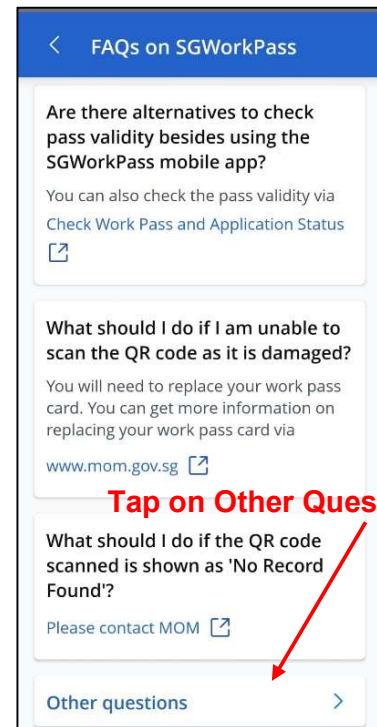 FAQs on SGWorkPass
Are there alternatives to check
pass validity besides using the
SGWorkPass mobile app?
You can also check the pass validity via
Check Work Pass and Application Status
What should I do if I am unable to
scan the QR code as it is damaged?
You will need to replace your work pass
card. You can get more information on
replacing your work pass card via
www.mom.gov.sg
Tap on Other Ques
What should I do if the QR code
scanned is shown as 'No Record
Found'?
Please contact MOM
Other questions